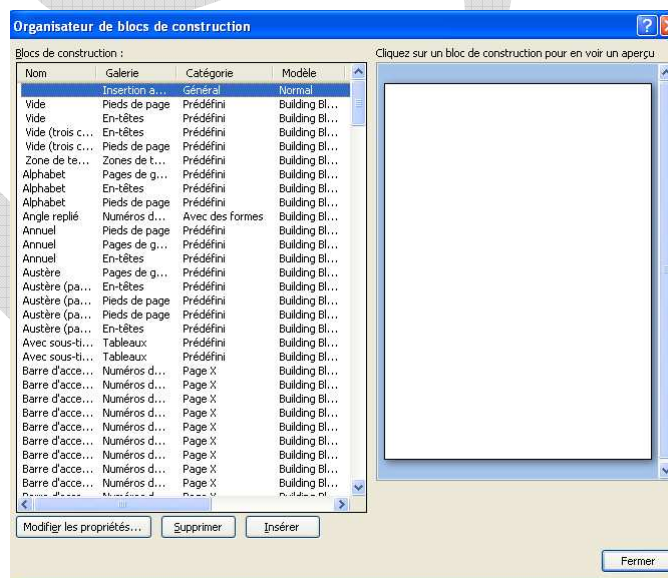 Organisateur de blocs de construction
Blocs de construction :
Cliquez sur un bloc de construction pour en voir un aperçu
Nom Galerie Catégorie Modèle
Insertion a... Général Normal
Vide Pieds de page Prédéfini Building Bl...
Vide En-têtes Prédéfini Building Bl...
Vide (trois c... En-têtes Prédéfini Building Bl...
Vide (trois c... Pieds de page Prédéfini Building Bl...
Zone de te... Zones de t... Prédéfini Building Bl...
Alphabet Pages de g... Prédéfini Building Bl...
Alphabet En-têtes Prédéfini Building Bl...
Alphabet Pieds de page Prédéfini Building Bl...
Angle replié Numéros d... Avec des formes Building Bl...
Annuel Pieds de page Prédéfini Building Bl...
Annuel Pages de g... Prédéfini Building Bl...
Annuel En-têtes Prédéfini Building Bl...
Austère Pages de g... Prédéfini Building Bl...
Austère (pa... En-têtes Prédéfini Building Bl...
Austère (pa... Pieds de page Prédéfini Building Bl...
Austère (pa... Pieds de page Prédéfini Building Bl...
Austère (pa... En-têtes Prédéfini Building Bl...
Avec sous-ti... Tableaux Prédéfini Building Bl...
Avec sous-ti... Tableaux Prédéfini Building Bl...
Barre d'acce... Numéros d... Page X Building Bl...
Barre d'acce... Numéros d... Page X Building Bl...
Barre d'acce... Numéros d... Page X Building Bl...
Barre d'acce... Numéros d... Page X Building Bl...
Barre d'acce... Numéros d... Page X Building Bl...
Barre d'acce... Numéros d... Page X Building Bl...
Barre d'acce... Numéros d... Page X Building Bl...
Barre d'acce... Numéros d... Page X Building Bl...
Barre d'acce... Numéros d... Page X Building Bl...
Modifier les propriétés... Supprimer Insérer
Fermer